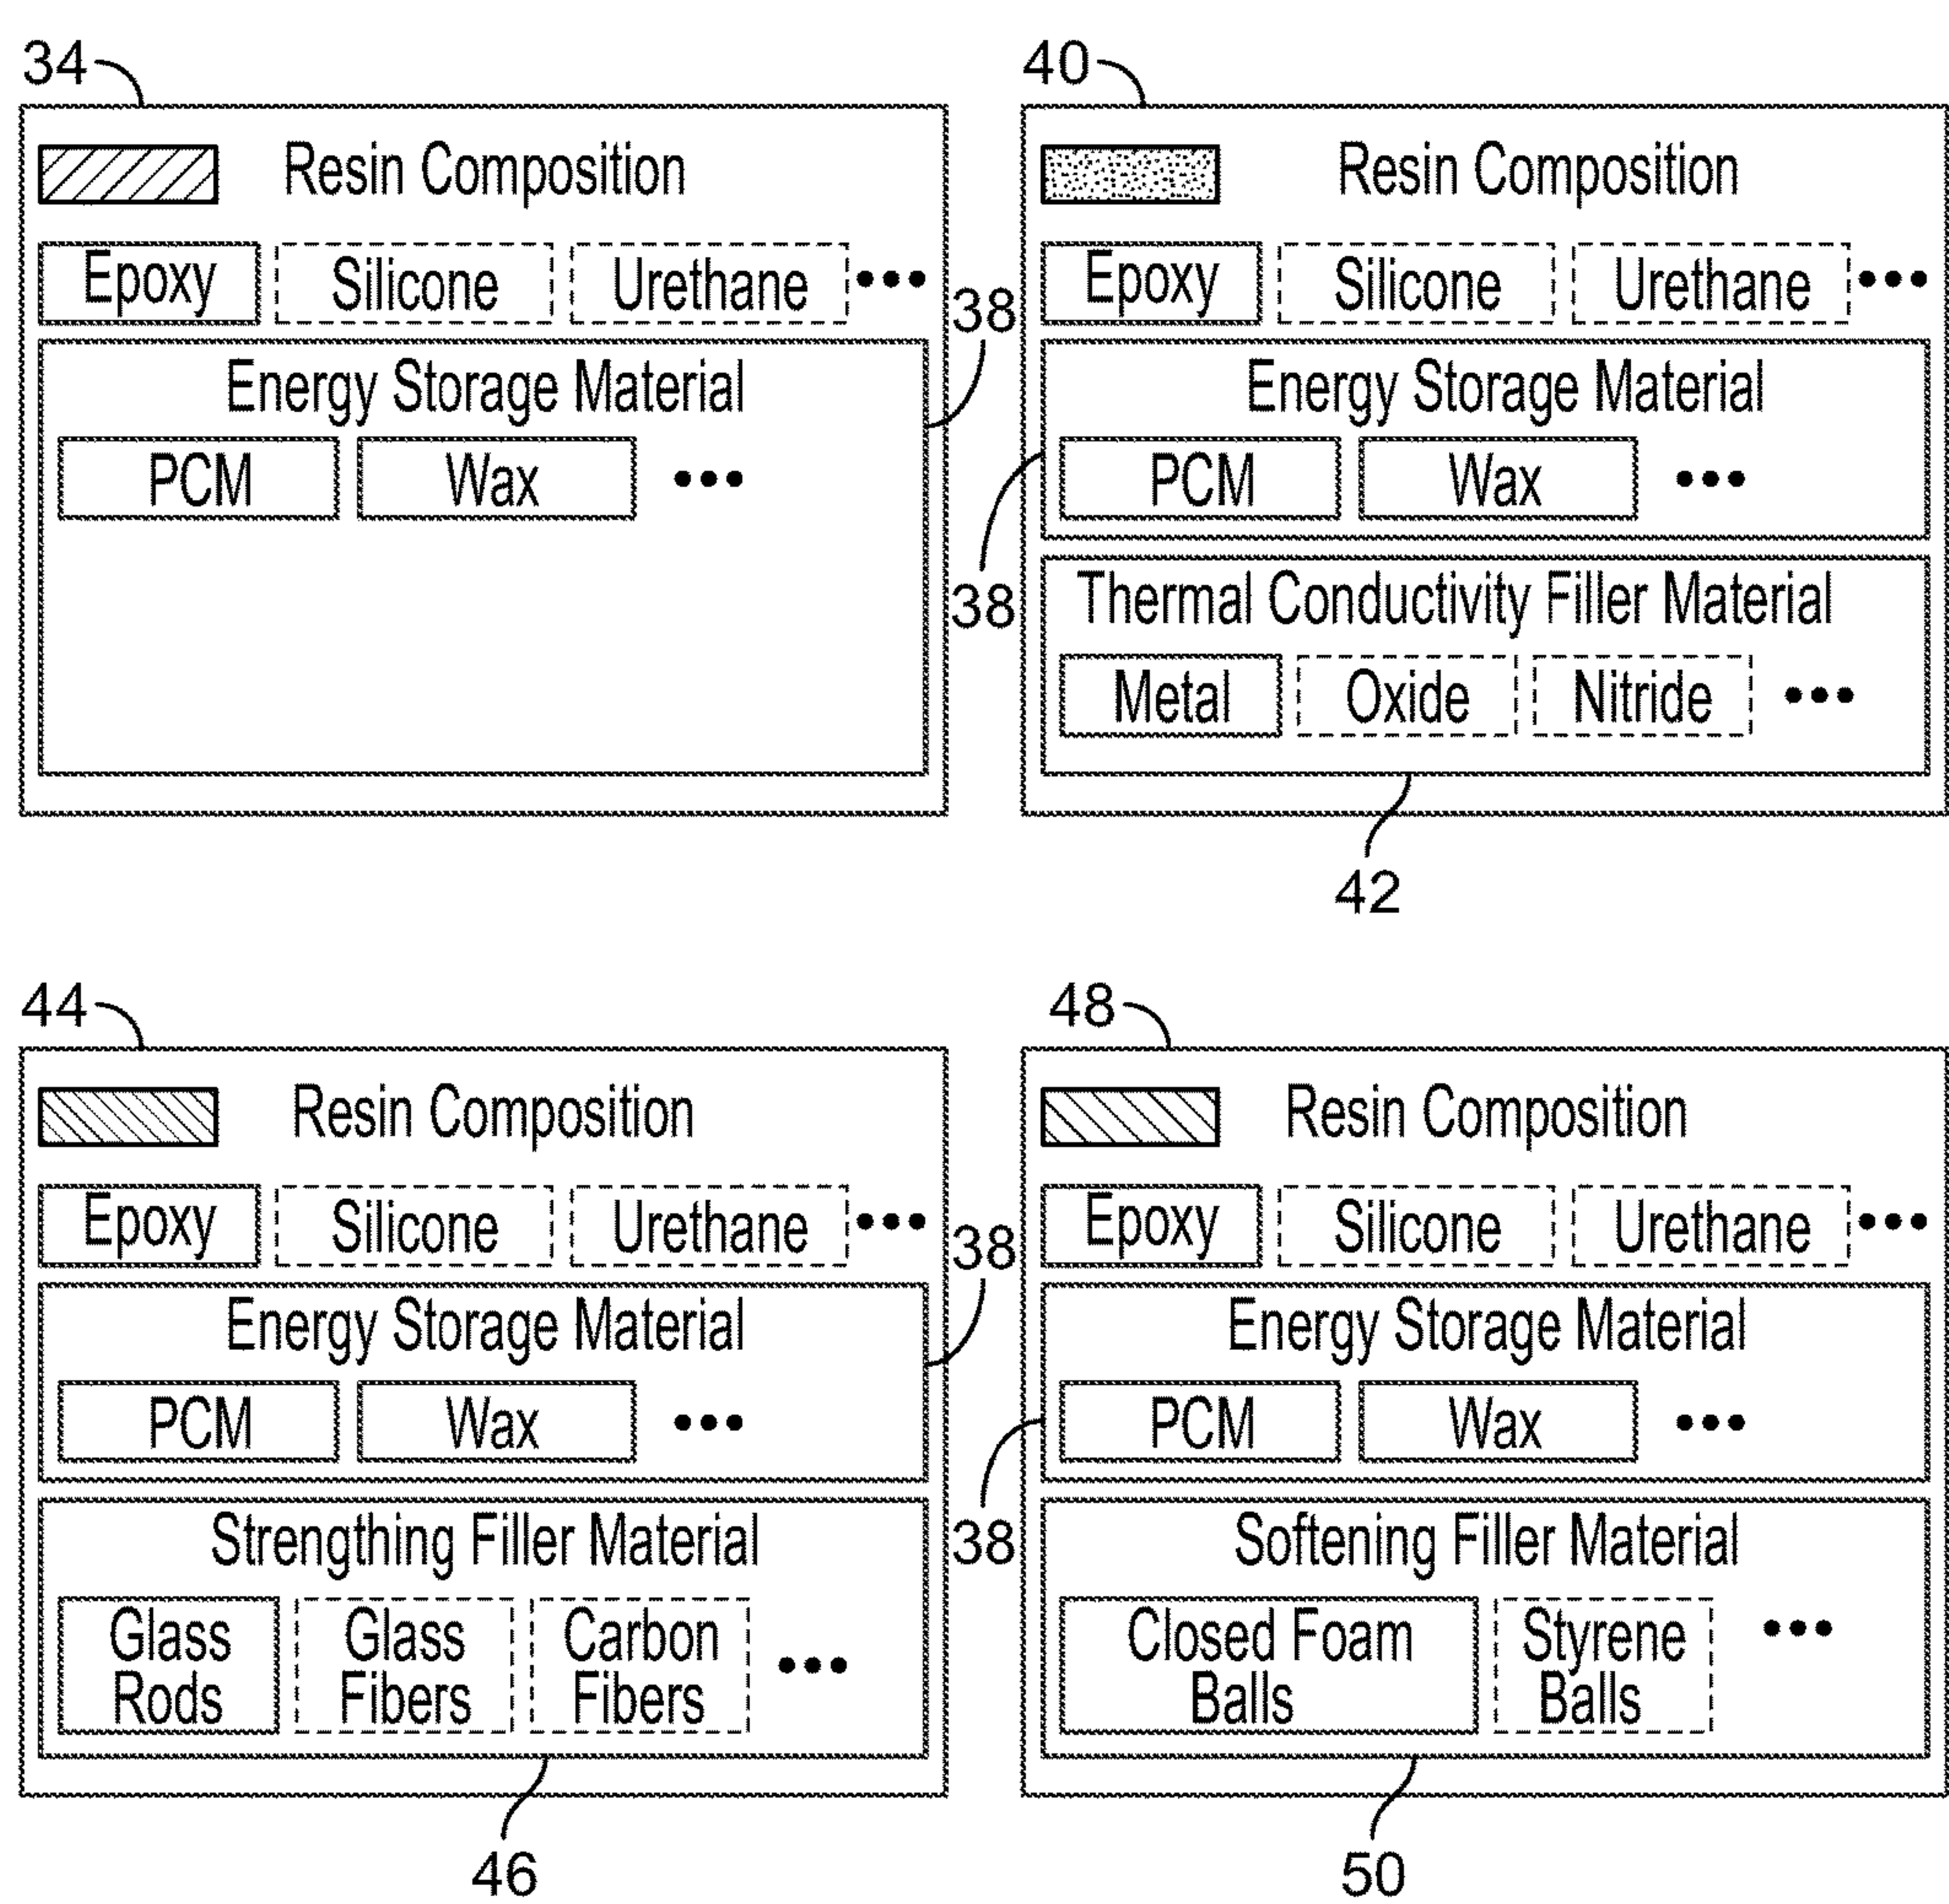 34
Resin Composition
Epoxy Silicone Urethane •••
38
Energy Storage Material
PCM Wax •••
40
Resin Composition
Epoxy Silicone Urethane •••
Energy Storage Material
PCM Wax •••
38
Thermal Conductivity Filler Material
Metal Oxide Nitride •••
42
44
Resin Composition
Epoxy Silicone Urethane •••
38
Energy Storage Material
PCM Wax •••
Strengthing Filler Material
Glass Rods
Glass Fibers
Carbon Fibers
•••
46
48
Resin Composition
Epoxy Silicone Urethane •••
Energy Storage Material
PCM Wax •••
38
Softening Filler Material
Closed Foam Balls
Styrene Balls
•••
50